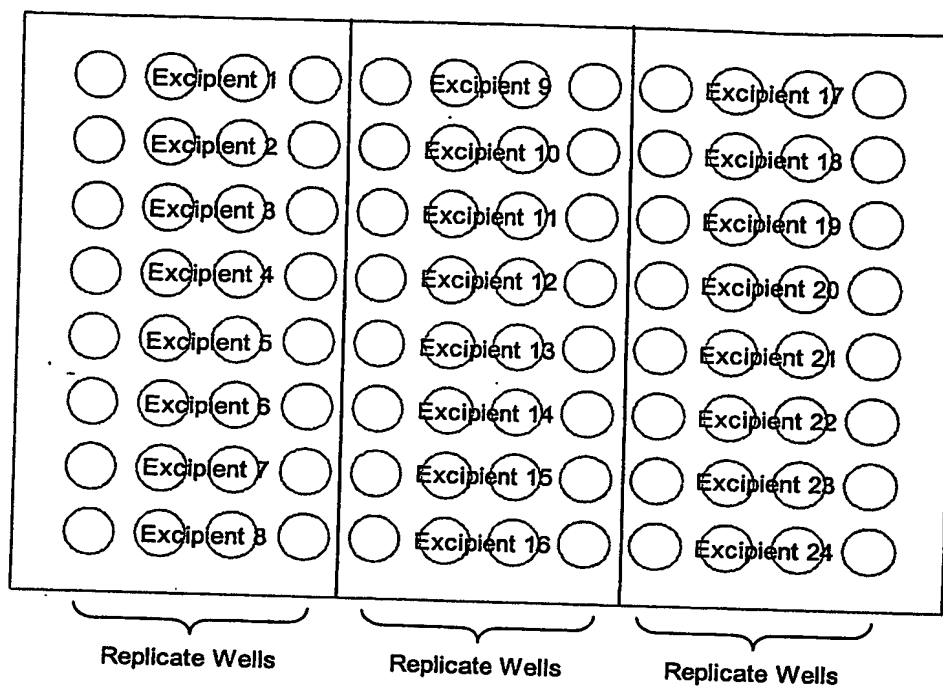 Excipient 1
Excipient 2
Excipient 3
Excipient 4
Excipient 5
Excipient 6
Excipient 7
Excipient 8
Replicate Wells
Excipient 9
Excipient 10
Excipient 11
Excipient 12
Excipient 13
Excipient 14
Excipient 15
Excipient 16
Replicate Wells
Excipient 17
Excipient 18
Excipient 19
Excipient 20
Excipient 21
Excipient 22
Excipient 23
Excipient 24
Replicate Wells